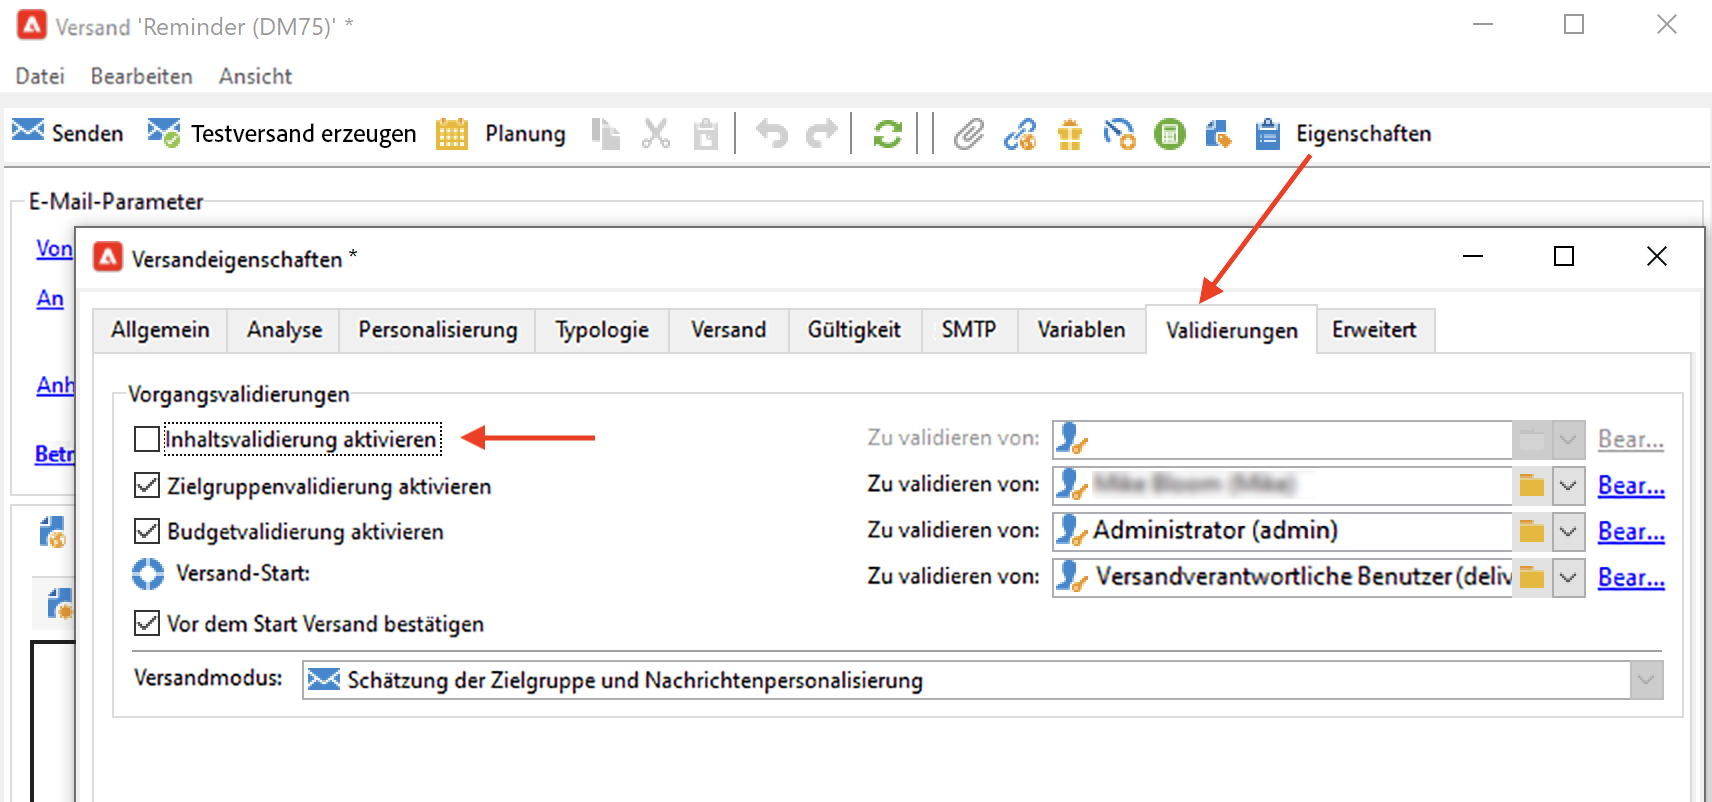 Versand 'Reminder (DM75)' *
Datei Bearbeiten Ansicht
Senden Testversand erzeugen Planung Eigenschaften
E-Mail-Parameter
Von
An
Anh
Betr
Versandeigenschaften *
Allgemein Analyse Personalisierung Typologie Versand Gültigkeit SMTP Variablen Validierungen Erweitert
Vorgangsvalidierungen
Inhaltsvalidierung aktivieren Zu validieren von: Bear...
Zielgruppenvalidierung aktivieren Zu validieren von: Bear...
Budgetvalidierung aktivieren Zu validieren von: Administrator (admin) Bear...
Versand-Start: Zu validieren von: Versandverantwortliche Benutzer (deliv Bear...
Vor dem Start Versand bestätigen
Versandmodus: Schätzung der Zielgruppe und Nachrichtenpersonalisierung